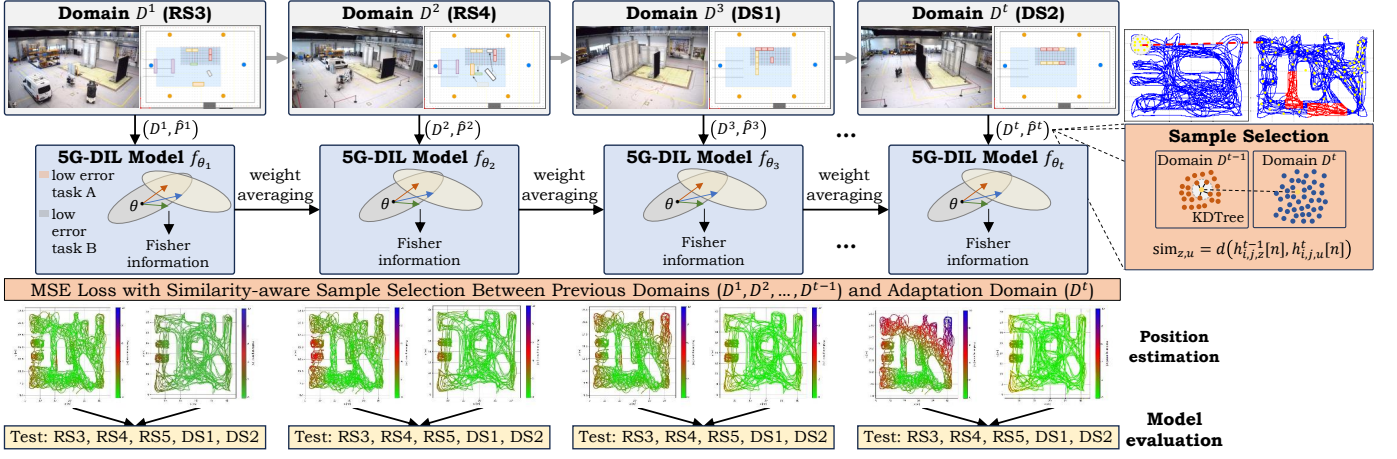 Domain D¹ (RS3)
Domain D² (RS4)
Domain D³ (DS1)
Domain Dᵗ (DS2)
(D¹, P̂¹)
(D², P̂²)
(D³, P̂³)
...
(Dᵗ, P̂ᵗ)
5G-DIL Model f_θ₁
low error
task A
low
error
task B
θ
Fisher
information
weight
averaging
5G-DIL Model f_θ₂
θ
Fisher
information
weight
averaging
5G-DIL Model f_θ₃
θ
Fisher
information
weight
averaging
...
5G-DIL Model f_θₜ
θ
Fisher
information
Sample Selection
Domain Dᵗ⁻¹
Domain Dᵗ
KDTree
sim_{z,u} = d(h^{t-1}_{i,j,z}[n], h^{t}_{i,j,u}[n])
MSE Loss with Similarity-aware Sample Selection Between Previous Domains (D¹, D², ..., Dᵗ⁻¹) and Adaptation Domain (Dᵗ)
Position
estimation
Test: RS3, RS4, RS5, DS1, DS2
Test: RS3, RS4, RS5, DS1, DS2
Test: RS3, RS4, RS5, DS1, DS2
Test: RS3, RS4, RS5, DS1, DS2
Model
evaluation